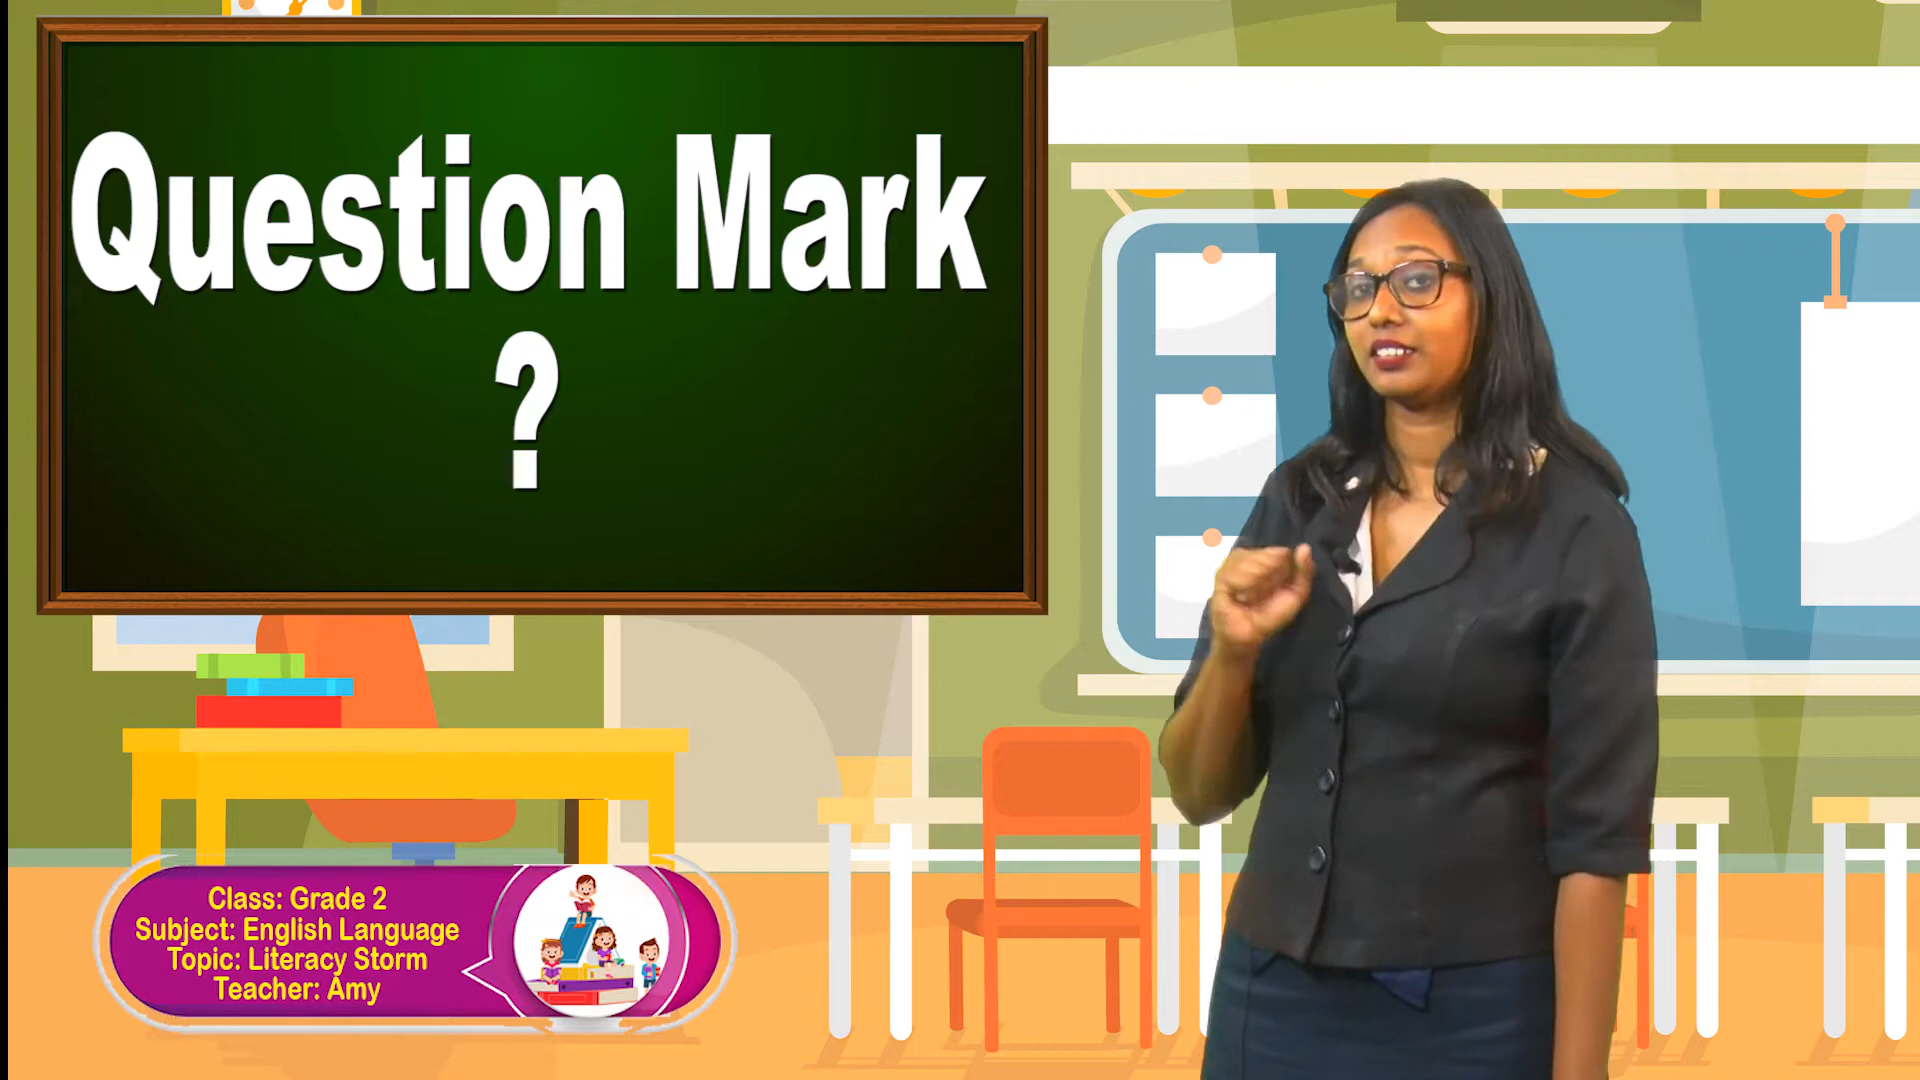 Question Mark
?
Class: Grade 2
Subject: English Language
Topic: Literacy Storm
Teacher: Amy